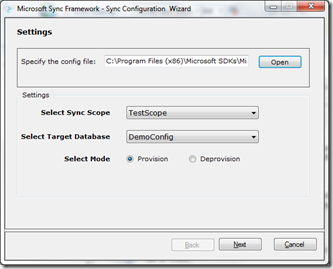 Microsoft Sync Framework - Sync Configuration Wizard
Settings
Specify the config file: C:\Program Files (x86)\Microsoft SDKs\Mi Open
Settings
Select Sync Scope TestScope
Select Target Database DemoConfig
Select Mode Provision Deprovision
Back Next Cancel